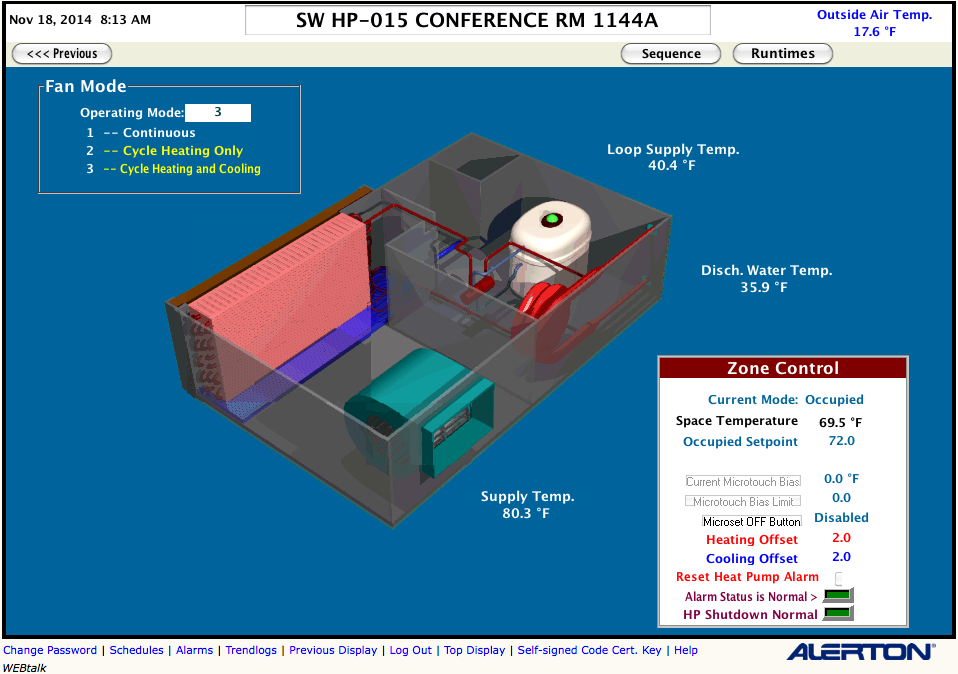 Nov 18, 2014 8:13 AM
SW HP-015 CONFERENCE RM 1144A
Outside Air Temp.
17.6 °F
<<< Previous
Sequence
Runtimes
Fan Mode
Operating Mode: 3
1 -- Continuous
2 -- Cycle Heating Only
3 -- Cycle Heating and Cooling
Loop Supply Temp.
40.4 °F
Disch. Water Temp.
35.9 °F
Supply Temp.
80.3 °F
Zone Control
Current Mode: Occupied
Space Temperature 69.5 °F
Occupied Setpoint 72.0
Current Microtouch Bias 0.0 °F
Microtouch Bias Limit 0.0
Microset OFF Button Disabled
Heating Offset 2.0
Cooling Offset 2.0
Reset Heat Pump Alarm
Alarm Status is Normal >
HP Shutdown Normal
Change Password | Schedules | Alarms | Trendlogs | Previous Display | Log Out | Top Display | Self-signed Code Cert. Key | Help
WEBtalk
ALERTON®